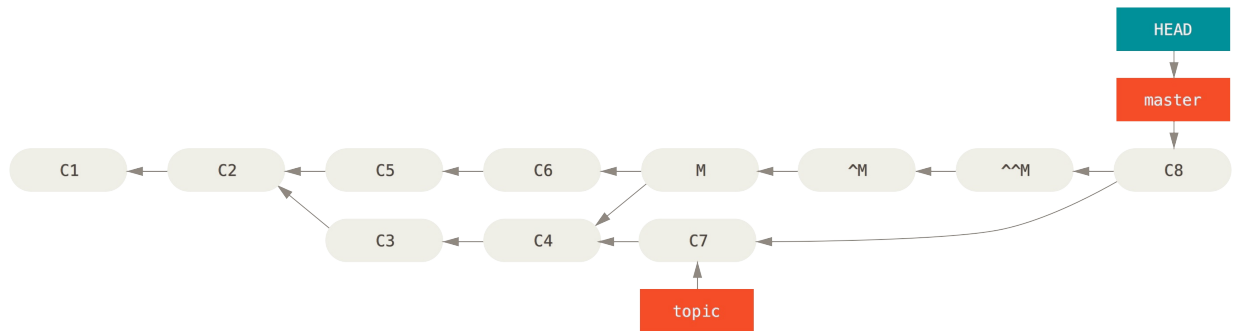 HEAD
master
C1 C2 C5 C6 M ^M ^^M C8
C3 C4 C7
topic